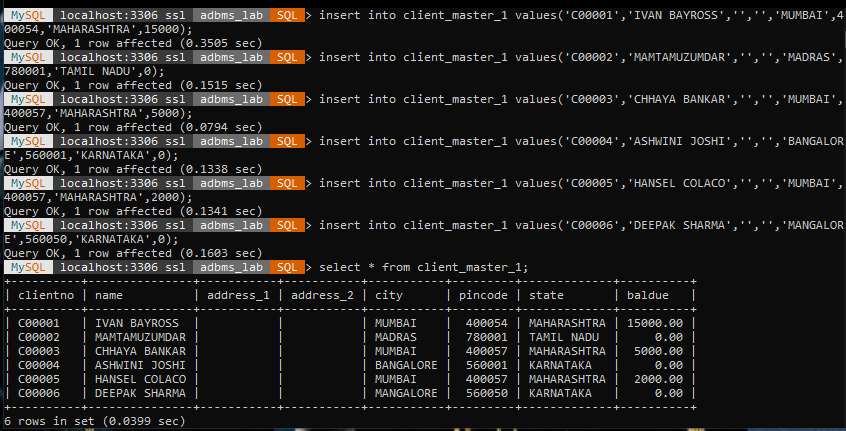 MySQL localhost:3306 ssl adbms_lab SQL > insert into client_master_1 values('C00001','IVAN BAYROSS','','','MUMBAI',4
00054,'MAHARASHTRA',15000);
Query OK, 1 row affected (0.3505 sec)
MySQL localhost:3306 ssl adbms_lab SQL > insert into client_master_1 values('C00002','MAMTAMUZUMDAR','','','MADRAS',
780001,'TAMIL NADU',0);
Query OK, 1 row affected (0.1515 sec)
MySQL localhost:3306 ssl adbms_lab SQL > insert into client_master_1 values('C00003','CHHAYA BANKAR','','','MUMBAI',
400057,'MAHARASHTRA',5000);
Query OK, 1 row affected (0.0794 sec)
MySQL localhost:3306 ssl adbms_lab SQL > insert into client_master_1 values('C00004','ASHWINI JOSHI','','','BANGALOR
E',560001,'KARNATAKA',0);
Query OK, 1 row affected (0.1338 sec)
MySQL localhost:3306 ssl adbms_lab SQL > insert into client_master_1 values('C00005','HANSEL COLACO','','','MUMBAI',
400057,'MAHARASHTRA',2000);
Query OK, 1 row affected (0.1341 sec)
MySQL localhost:3306 ssl adbms_lab SQL > insert into client_master_1 values('C00006','DEEPAK SHARMA','','','MANGALOR
E',560050,'KARNATAKA',0);
Query OK, 1 row affected (0.1603 sec)
MySQL localhost:3306 ssl adbms_lab SQL > select * from client_master_1;
+----------+---------------+-----------+-----------+-----------+---------+-------------+----------+
| clientno | name | address_1 | address_2 | city | pincode | state | baldue |
+----------+---------------+-----------+-----------+-----------+---------+-------------+----------+
| C00001 | IVAN BAYROSS | | | MUMBAI | 400054 | MAHARASHTRA | 15000.00 |
| C00002 | MAMTAMUZUMDAR | | | MADRAS | 780001 | TAMIL NADU | 0.00 |
| C00003 | CHHAYA BANKAR | | | MUMBAI | 400057 | MAHARASHTRA | 5000.00 |
| C00004 | ASHWINI JOSHI | | | BANGALORE | 560001 | KARNATAKA | 0.00 |
| C00005 | HANSEL COLACO | | | MUMBAI | 400057 | MAHARASHTRA | 2000.00 |
| C00006 | DEEPAK SHARMA | | | MANGALORE | 560050 | KARNATAKA | 0.00 |
+----------+---------------+-----------+-----------+-----------+---------+-------------+----------+
6 rows in set (0.0399 sec)